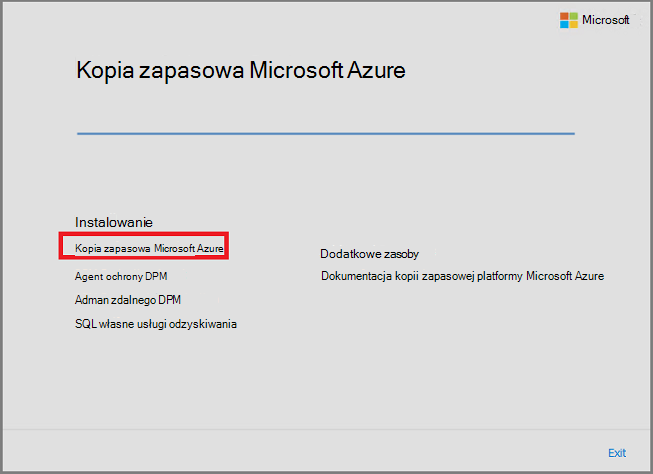 Microsoft
Kopia zapasowa Microsoft Azure
Instalowanie
Kopia zapasowa Microsoft Azure
Agent ochrony DPM
Adman zdalnego DPM
SQL własne usługi odzyskiwania
Dodatkowe zasoby
Dokumentacja kopii zapasowej platformy Microsoft Azure
Exit